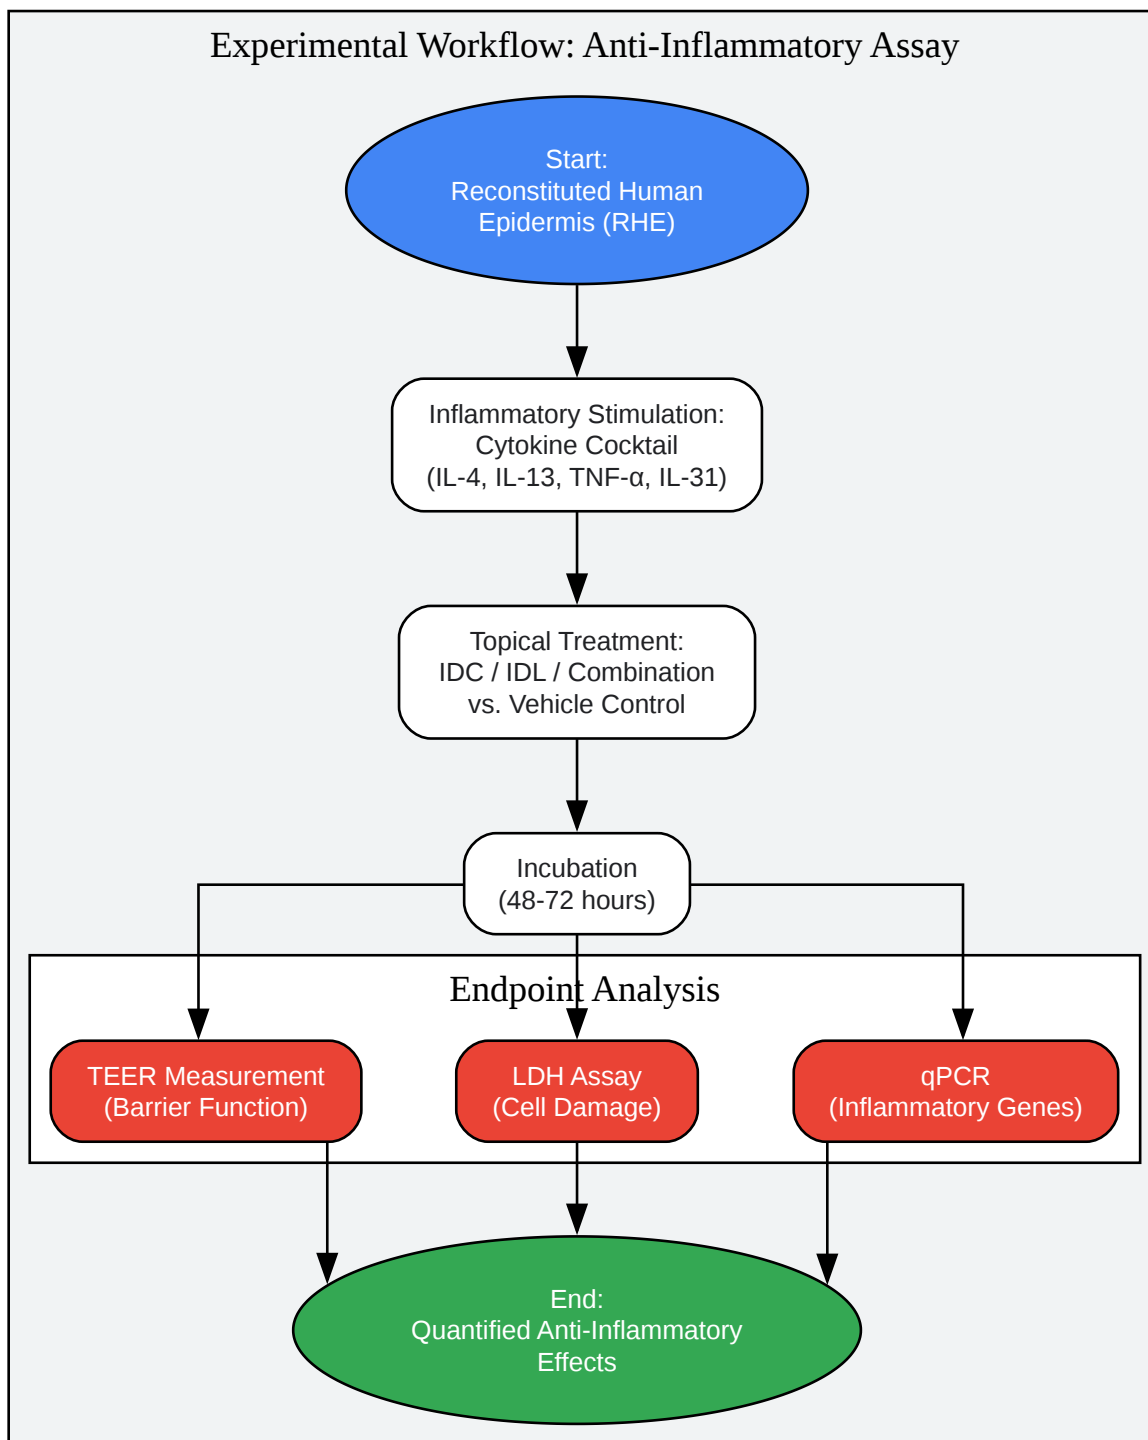 Experimental Workflow: Anti-Inflammatory Assay
Start:
Reconstituted Human
Epidermis (RHE)
Inflammatory Stimulation:
Cytokine Cocktail
(IL-4, IL-13, TNF-α, IL-31)
Topical Treatment:
IDC / IDL / Combination
vs. Vehicle Control
Incubation
(48-72 hours)
Endpoint Analysis
TEER Measurement
(Barrier Function)
LDH Assay
(Cell Damage)
qPCR
(Inflammatory Genes)
End:
Quantified Anti-Inflammatory
Effects